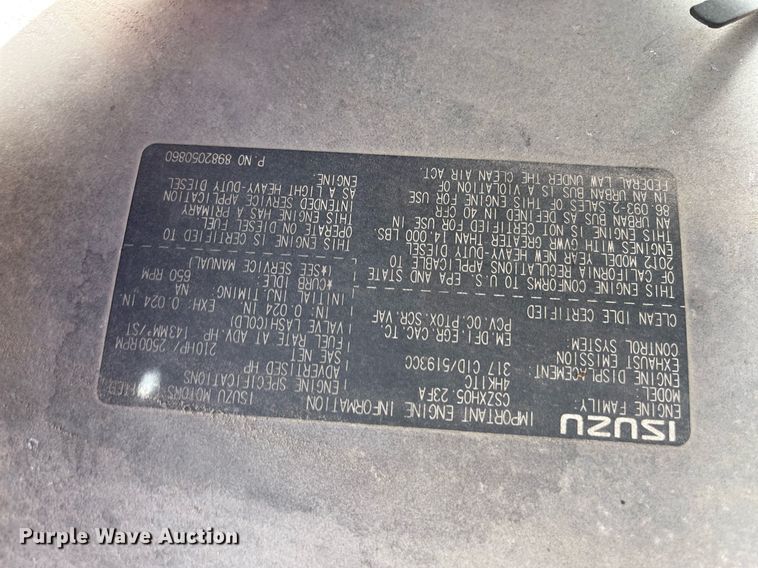 ISUZU
IMPORTANT ENGINE INFORMATION
ENGINE FAMILY CSZXH05.23FA
MODEL: 4HK1TC
ENGINE DISPLACEMENT: 317 CID/5193CC
EXHAUST EMISSION
CONTROL SYSTEM: EM.DFI.EGR.CAC.TC.
PCV.OC.PTOX.SCR.VAF
CLEAN IDLE CERTIFIED
THIS ENGINE CONFORMS TO U.S. EPA AND STATE
OF CALIFORNIA REGULATIONS APPLICABLE TO
2012 MODEL YEAR NEW HEAVY-DUTY DIESEL
ENGINES WITH GVWR GREATER THAN 14,000 LBS.
THIS ENGINE IS NOT CERTIFIED FOR USE IN
AN URBAN BUS AS DEFINED IN 40 CFR
86.093-2.SALES OF THIS ENGINE FOR USE
IN AN URBAN BUS IS A VIOLATION OF
FEDERAL LAW UNDER THE CLEAN AIR ACT.
ISUZU MOTORS LIMITED
ENGINE SPECIFICATIONS
ADVERTISED HP 210HP/ 2500RPM
SAE NET
FUEL RATE AT ADV HP 143MM³/ST
VALVE LASH(COLD)
IN: 0.024 IN. EXH: 0.024 IN.
INITIAL INJ TIMING NA
*CURB IDLE 650 RPM
(*SEE SERVICE MANUAL)
THIS ENGINE IS CERTIFIED TO
OPERATE ON DIESEL FUEL
THIS ENGINE HAS A PRIMARY
INTENDED SERVICE APPLICATION
AS A LIGHT HEAVY-DUTY DIESEL
ENGINE.
P.NO 8982050860
Purple Wave Auction